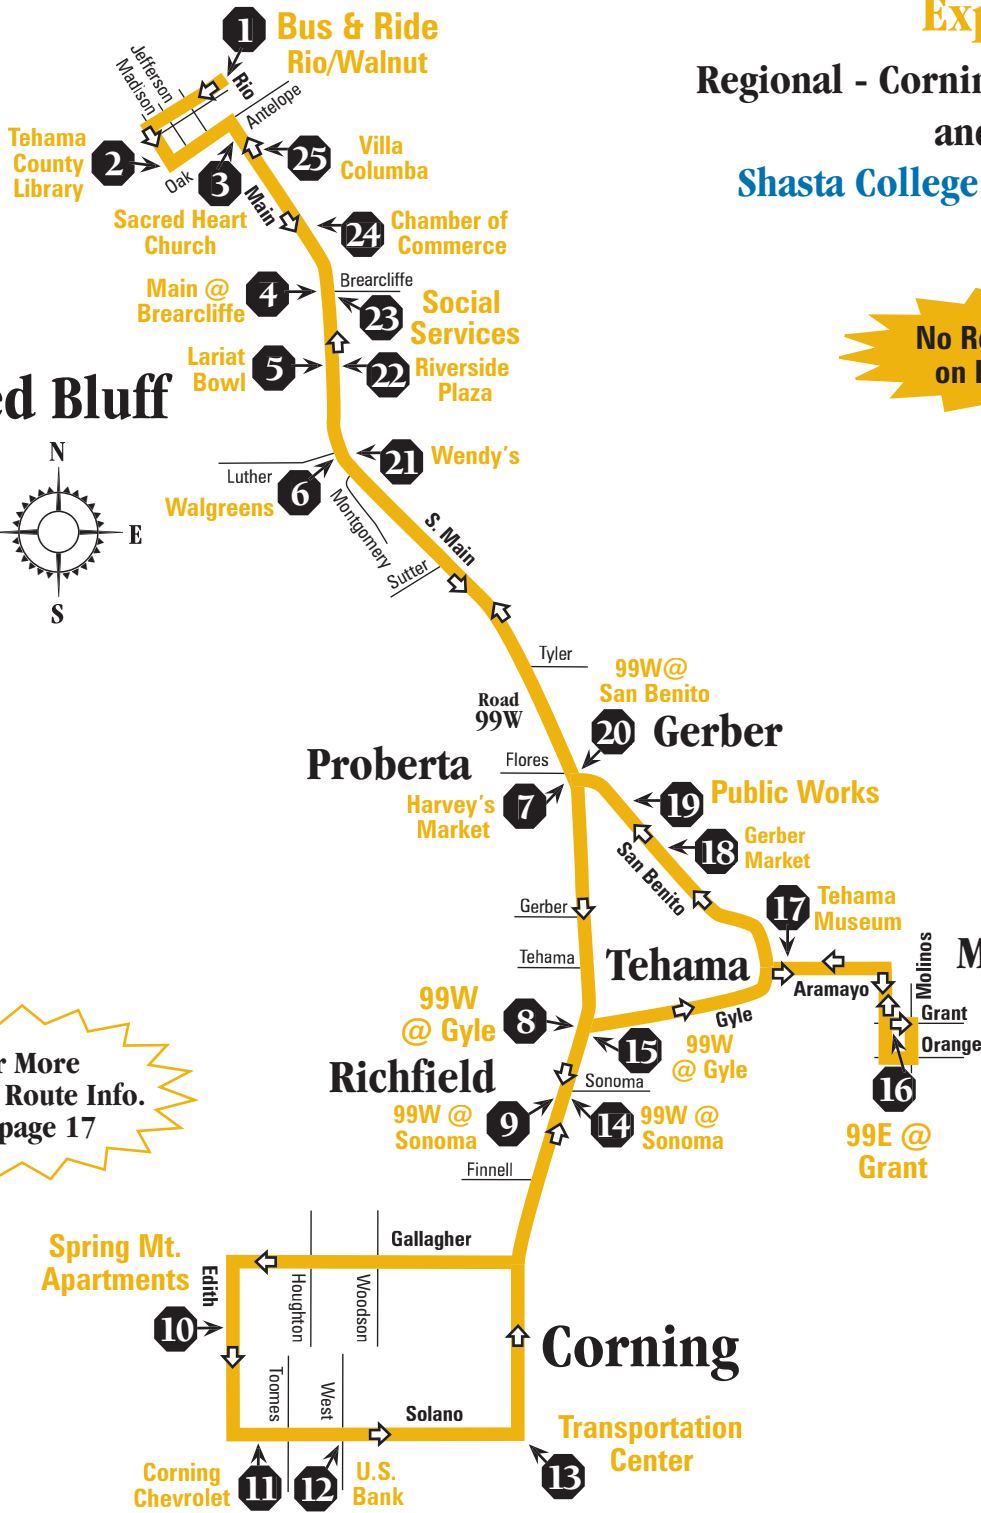 Exp
Regional - Cornin
and
Shasta College
1
Bus & Ride
Rio/Walnut
Jefferson
Madison
Rio
Antelope
Tehama
County
Library
2
Oak
3
Sacred Heart
Church
Main
25
Villa
Columba
24
Chamber of
Commerce
Main @
Brearcliffe
4
Brearcliffe
23
Social
Services
Lariat
Bowl
5
22
Riverside
Plaza
No Re
on
ed Bluff
N
E
S
Luther
6
Walgreens
21
Wendy's
Montgomery
S. Main
Sutter
Tyler
Road
99W
99W@
San Benito
20
Gerber
Proberta
Flores
Harvey's
Market
7
19
Public Works
18
Gerber
Market
San Benito
Gerber
Tehama
17
Tehama
Museum
Tehama
M
Aramayo
Molinos
Grant
Orange
99W
@ Gyle
8
Gyle
15
99W
@ Gyle
16
99E @
Grant
Richfield
Sonoma
99W @
Sonoma
9
14
99W @
Sonoma
Finnell
r More
Route Info.
page 17
Gallagher
Spring Mt.
Apartments
Edith
10
Houghton
Woodson
Corning
Toomes
West
Solano
Corning
Chevrolet
11
12
U.S.
Bank
Transportation
Center
13